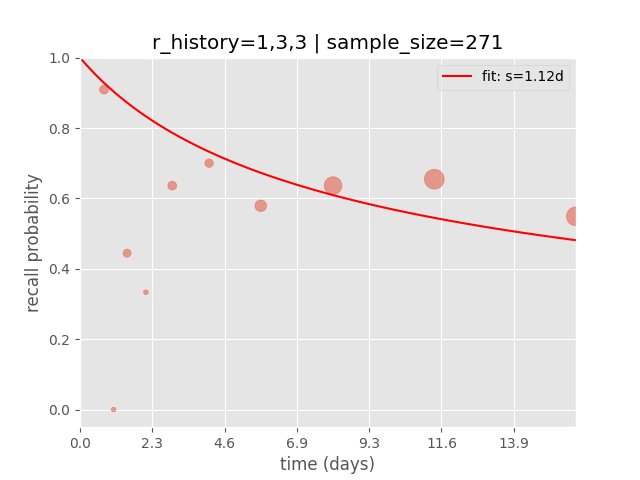 r_history=1,3,3 | sample_size=271
fit: s=1.12d
recall probability
1.0
0.8
0.6
0.4
0.2
0.0
0.0 2.3 4.6 6.9 9.3 11.6 13.9
time (days)